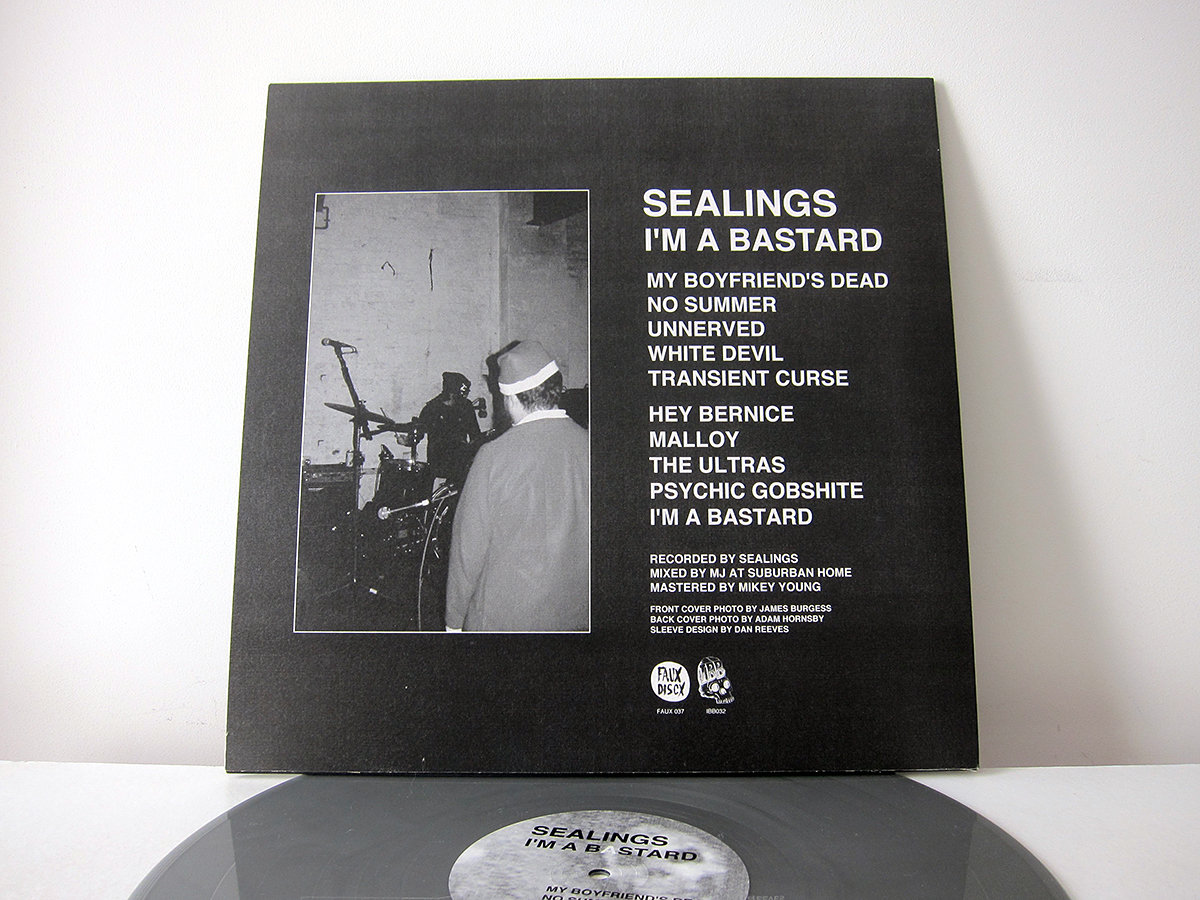 SEALINGS
I'M A BASTARD
MY BOYFRIEND'S DEAD
NO SUMMER
UNNERVED
WHITE DEVIL
TRANSIENT CURSE
HEY BERNICE
MALLOY
THE ULTRAS
PSYCHIC GOBSHITE
I'M A BASTARD
RECORDED BY SEALINGS
MIXED BY MJ AT SUBURBAN HOME
MASTERED BY MIKEY YOUNG
FRONT COVER PHOTO BY JAMES BURGESS
BACK COVER PHOTO BY ADAM HORNSBY
SLEEVE DESIGN BY DAN REEVES
FAUX
DISCX
IBB
FAUX 037
IBB032
SEALINGS
I'M A BASTARD
MY BOYFRIEND'S